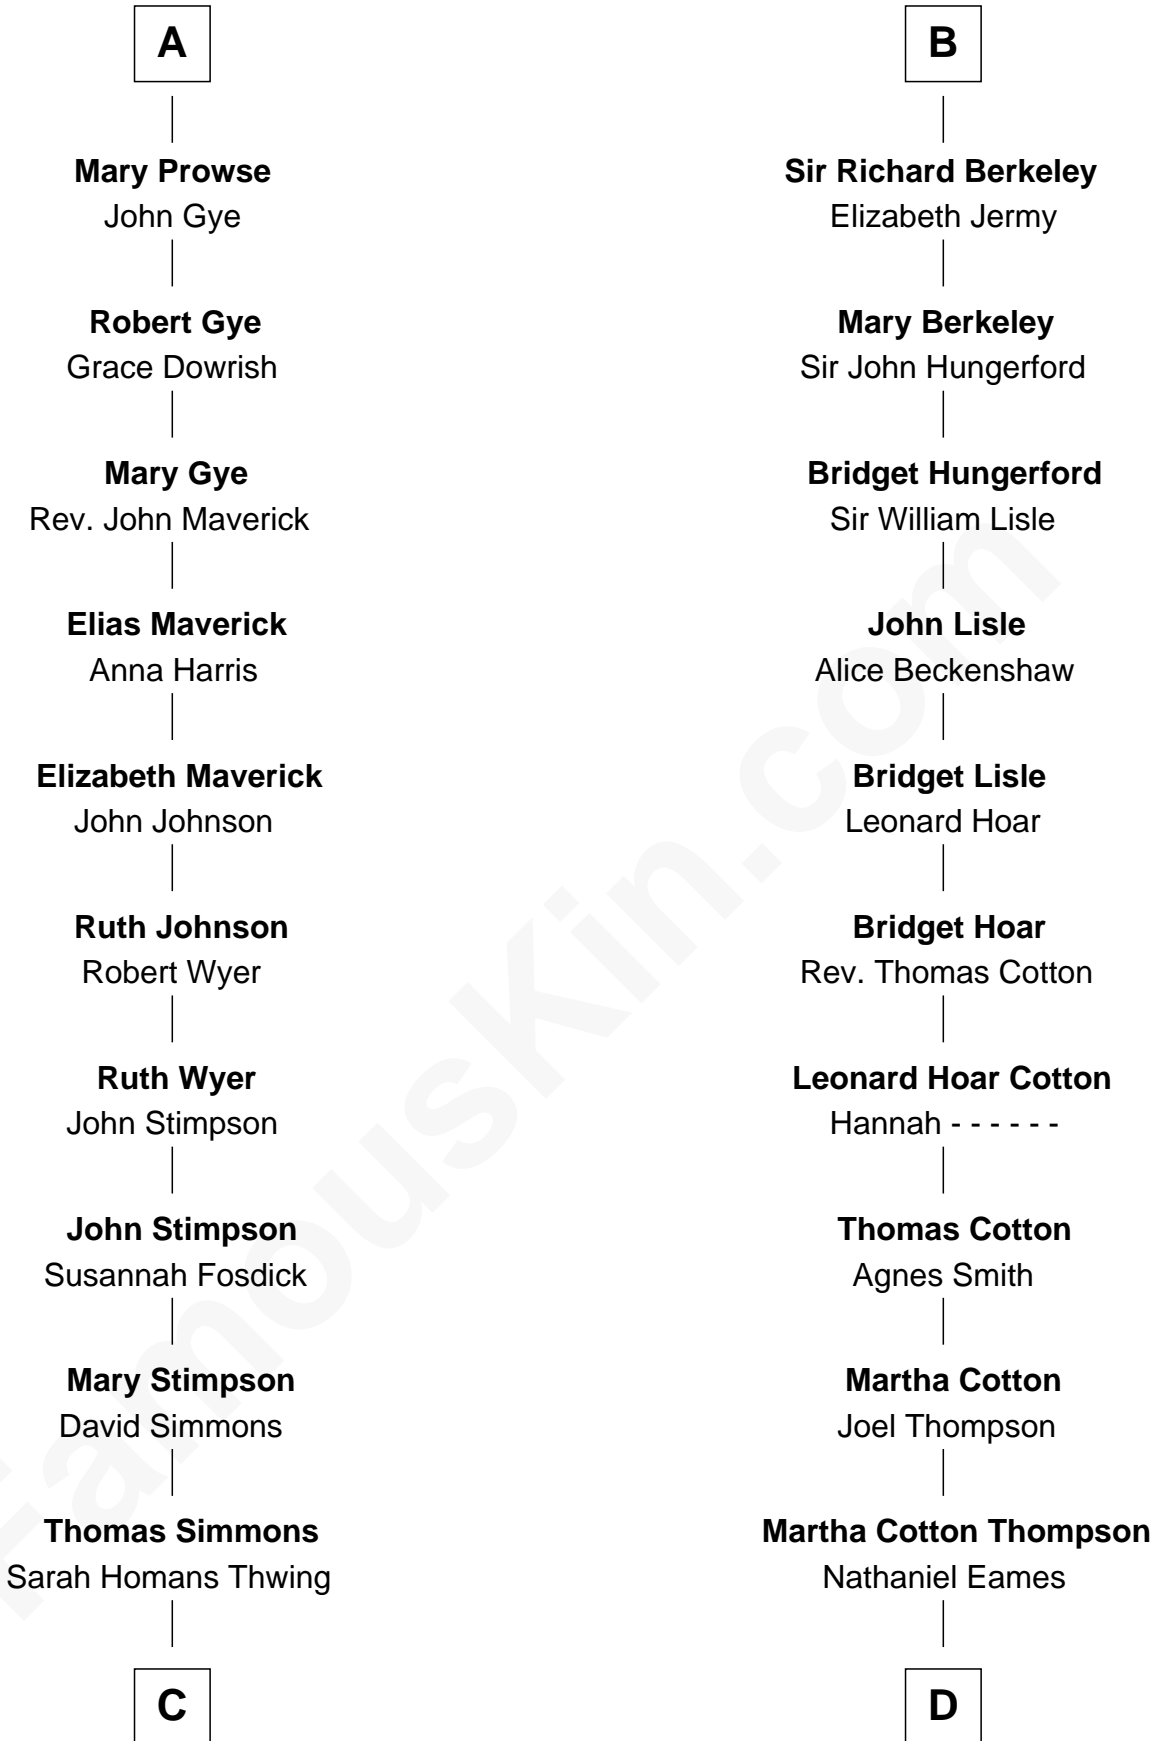 A
Mary Prowse
John Gye
Robert Gye
Grace Dowrish
Mary Gye
Rev. John Maverick
Elias Maverick
Anna Harris
Elizabeth Maverick
John Johnson
Ruth Johnson
Robert Wyer
Ruth Wyer
John Stimpson
John Stimpson
Susannah Fosdick
Mary Stimpson
David Simmons
Thomas Simmons
Sarah Homans Thwing
C
B
Sir Richard Berkeley
Elizabeth Jermy
Mary Berkeley
Sir John Hungerford
Bridget Hungerford
Sir William Lisle
John Lisle
Alice Beckenshaw
Bridget Lisle
Leonard Hoar
Bridget Hoar
Rev. Thomas Cotton
Leonard Hoar Cotton
Hannah - - - - - -
Thomas Cotton
Agnes Smith
Martha Cotton
Joel Thompson
Martha Cotton Thompson
Nathaniel Eames
D
FamousKin.com